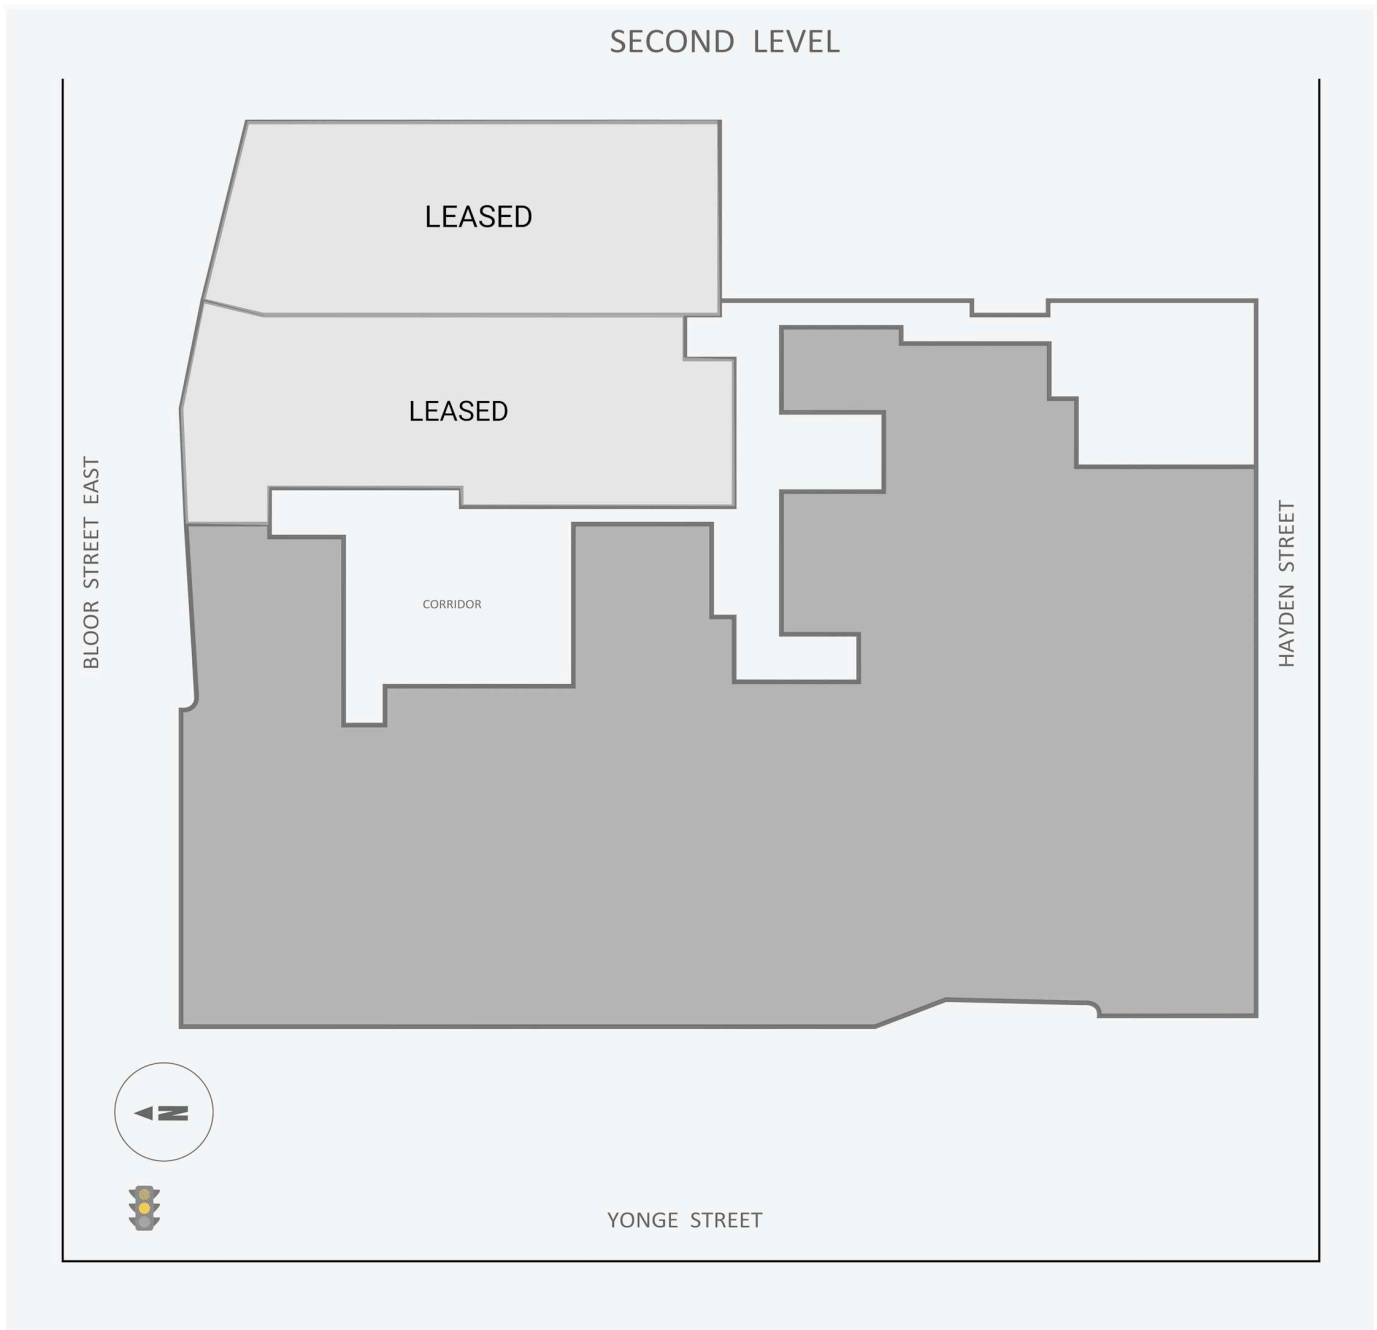 SECOND LEVEL
LEASED
LEASED
BLOOR STREET EAST
CORRIDOR
HAYDEN STREET
N
YONGE STREET